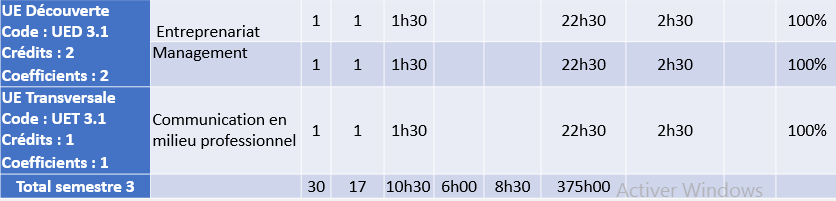 UE Découverte
Code : UED 3.1
Crédits : 2
Coefficients : 2
Entreprenariat 1 1 1h30 22h30 2h30 100%
Management 1 1 1h30 22h30 2h30 100%
UE Transversale
Code : UET 3.1
Crédits : 1
Coefficients : 1
Communication en
milieu professionnel 1 1 1h30 22h30 2h30 100%
Total semestre 3 30 17 10h30 6h00 8h30 375h00
Activer Windows